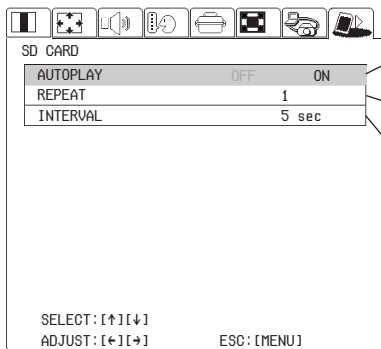 SD CARD
AUTOPLAY OFF ON
REPEAT 1
INTERVAL 5 sec
SELECT:[↑][↓]
ADJUST:[←][→] ESC:[MENU]